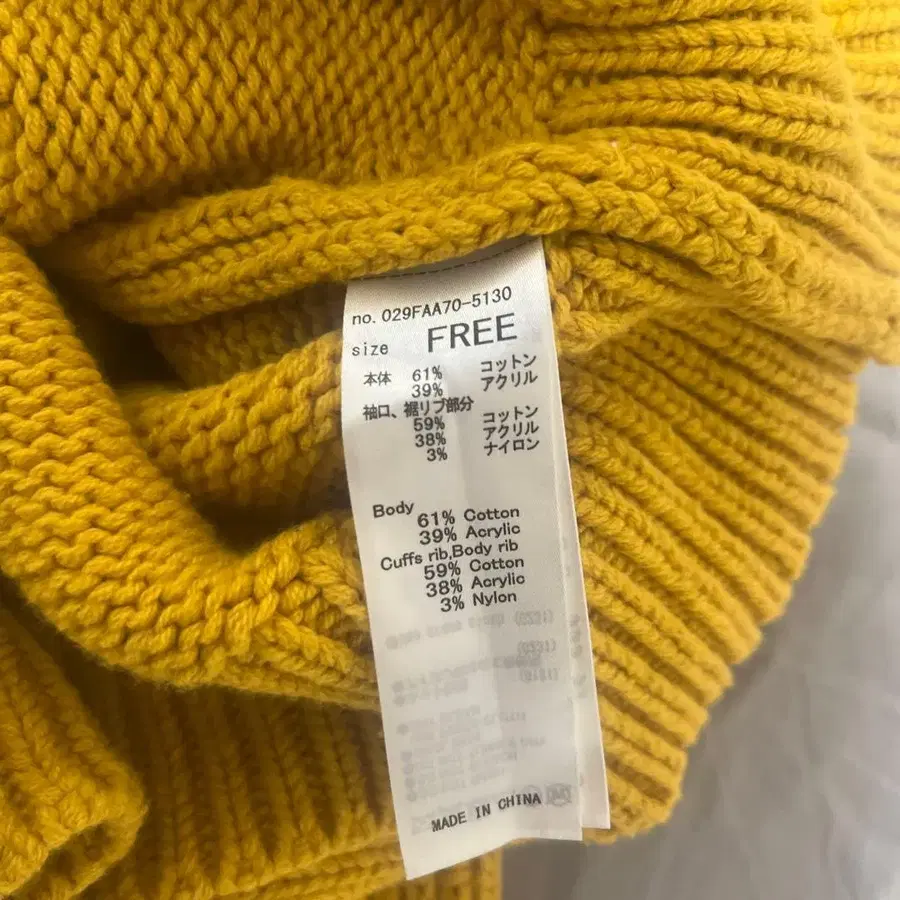 no. 029FAA70-5130
size FREE
本体 61% コットン
39% アクリル
袖口、裾リブ部分
59% コットン
38% アクリル
3% ナイロン
Body
61% Cotton
39% Acrylic
Cuffs rib,Body rib
59% Cotton
38% Acrylic
3% Nylon
MADE IN CHINA